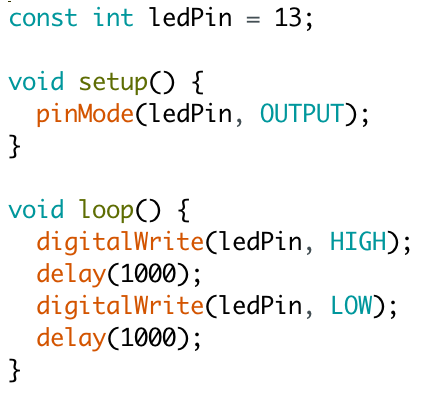 const int ledPin = 13;
void setup() {
  pinMode(ledPin, OUTPUT);
}
void loop() {
  digitalWrite(ledPin, HIGH);
  delay(1000);
  digitalWrite(ledPin, LOW);
  delay(1000);
}